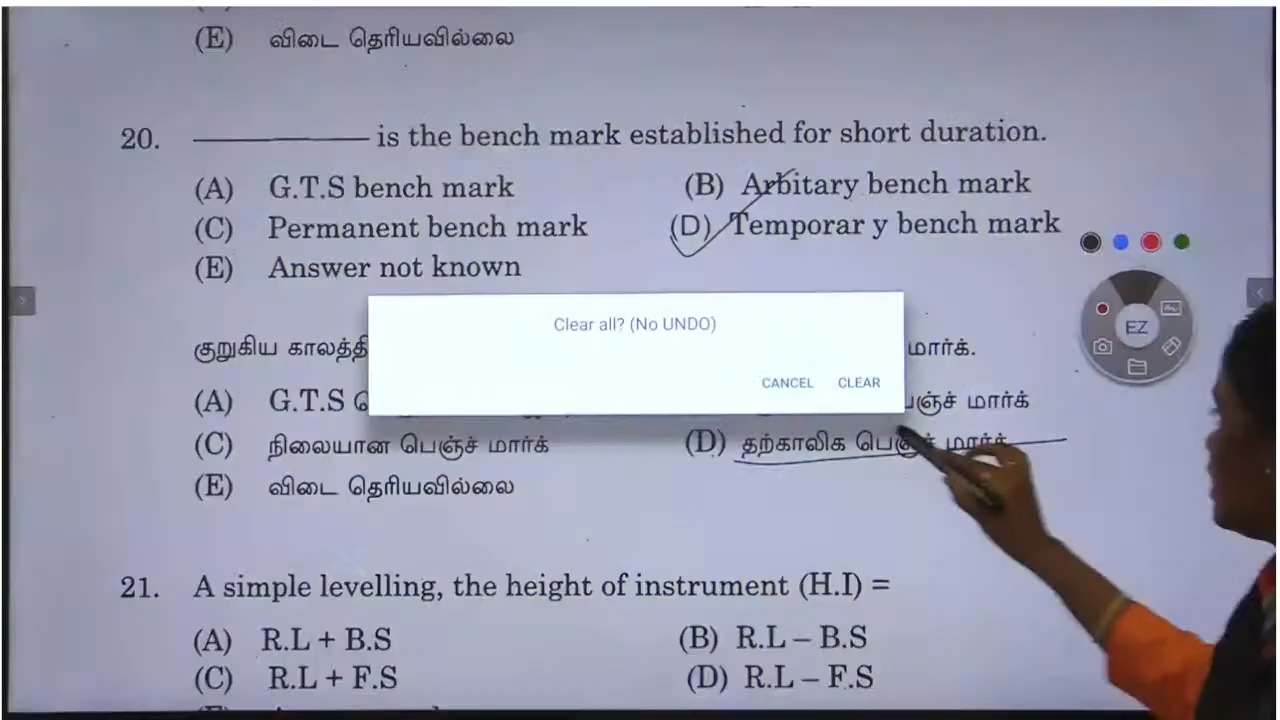 (E) விடை தெரியவில்லை
20. ________ is the bench mark established for short duration.
(A) G.T.S bench mark (B) Arbitary bench mark
(C) Permanent bench mark (D) Temporar y bench mark
(E) Answer not known
EZ
Clear all? (No UNDO)
குறுகிய மார்க்.
CANCEL CLEAR
(A) G.T.S மார்க்
(C) நிலையான பெஞ்ச் மார்க் (D) தற்காலிக பெஞ்ச் மார்க்
(E) விடை தெரியவில்லை
21. A simple levelling, the height of instrument (H.I) =
(A) R.L + B.S (B) R.L – B.S
(C) R.L + F.S (D) R.L – F.S